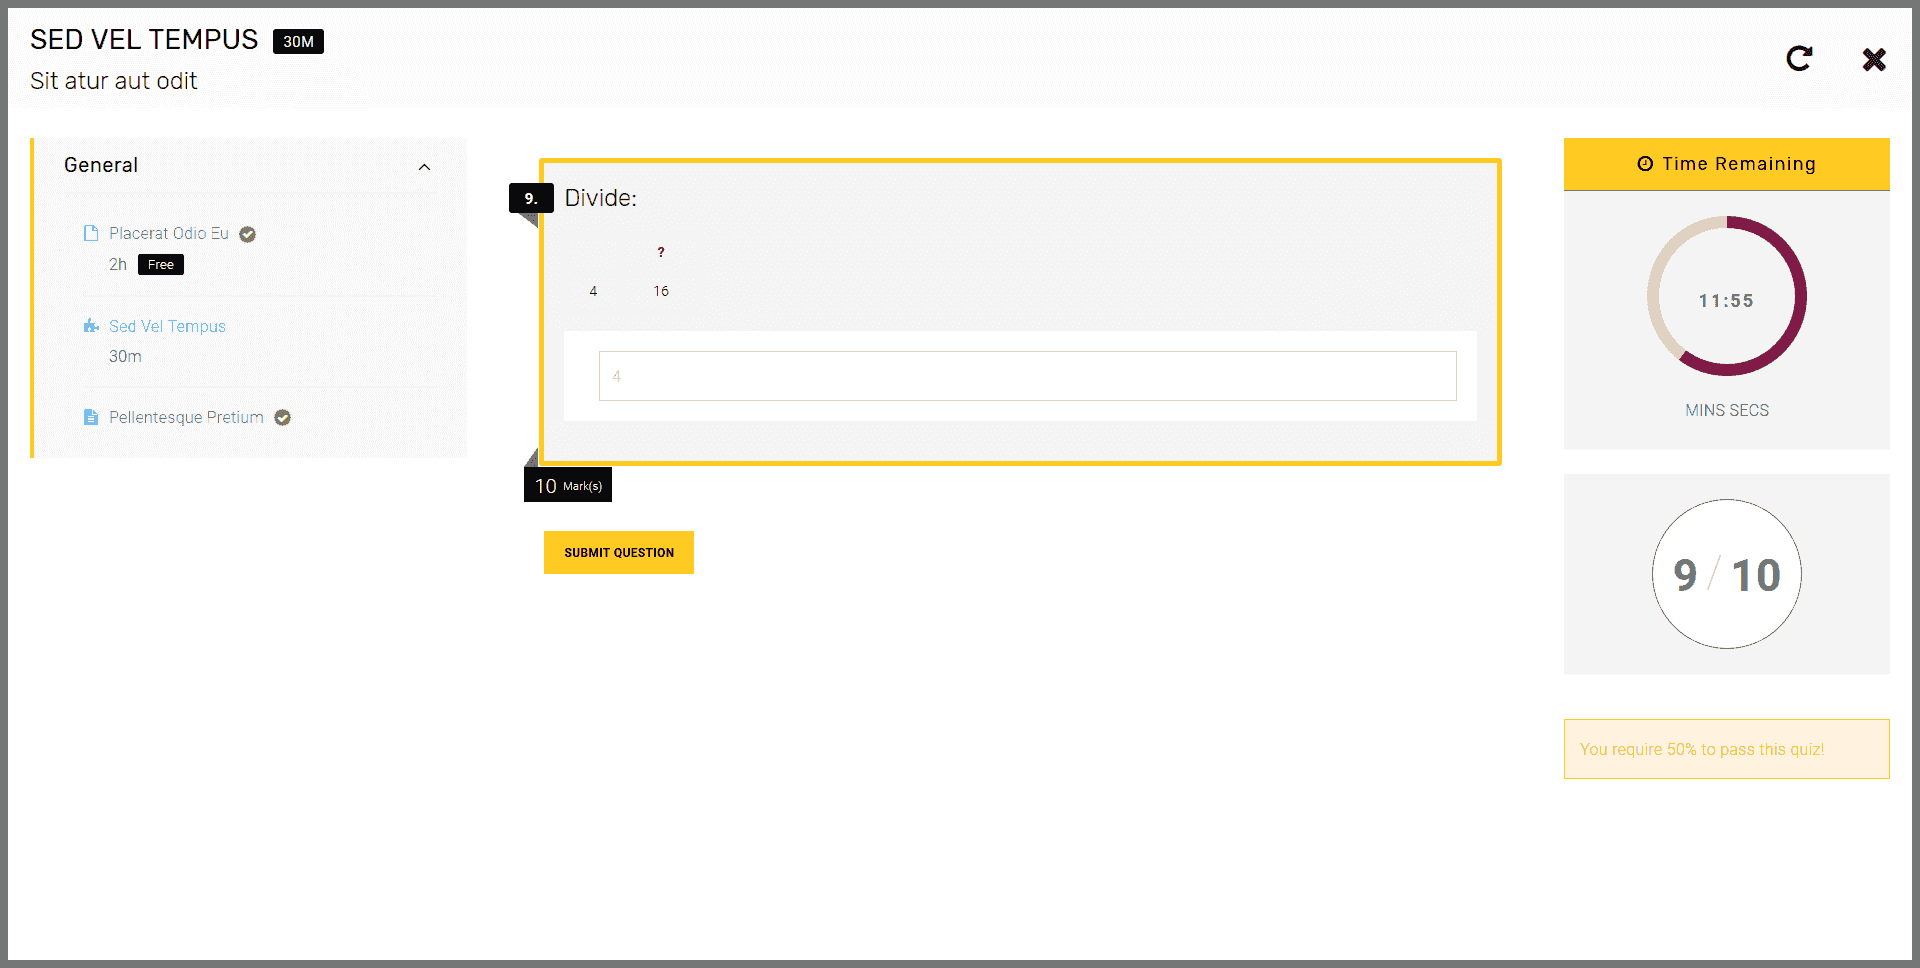 SED VEL TEMPUS 30M
Sit atur aut odit
General
Placerat Odio Eu
2h Free
Sed Vel Tempus
30m
Pellentesque Pretium
9. Divide:
?
4 16
4
10 Mark(s)
SUBMIT QUESTION
Time Remaining
11:55
MINS SECS
9 / 10
You require 50% to pass this quiz!